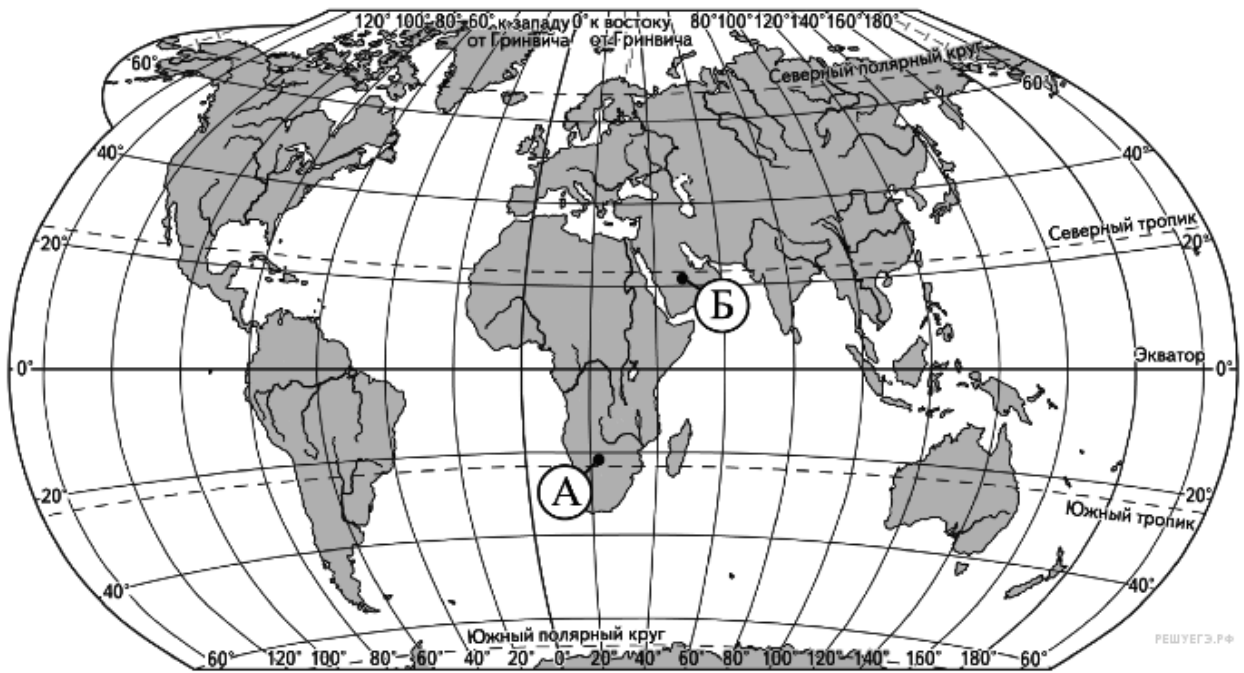 120° 100° 80° 60° к западу 0° к востоку 80° 100° 120° 140° 160° 180°
от Гринвича от Гринвича
Северный полярный круг
60° 60°
40° 40°
Северный тропик
20° 20°
Б
Экватор
0° 0°
А
20° 20°
Южный тропик
40° 40°
Южный полярный круг
РЕШУЕГЭ.РФ
60° 120° 100° 80° 60° 40° 20° 0° 20° 40° 60° 80° 100° 120° 140° 160° 180° 60°